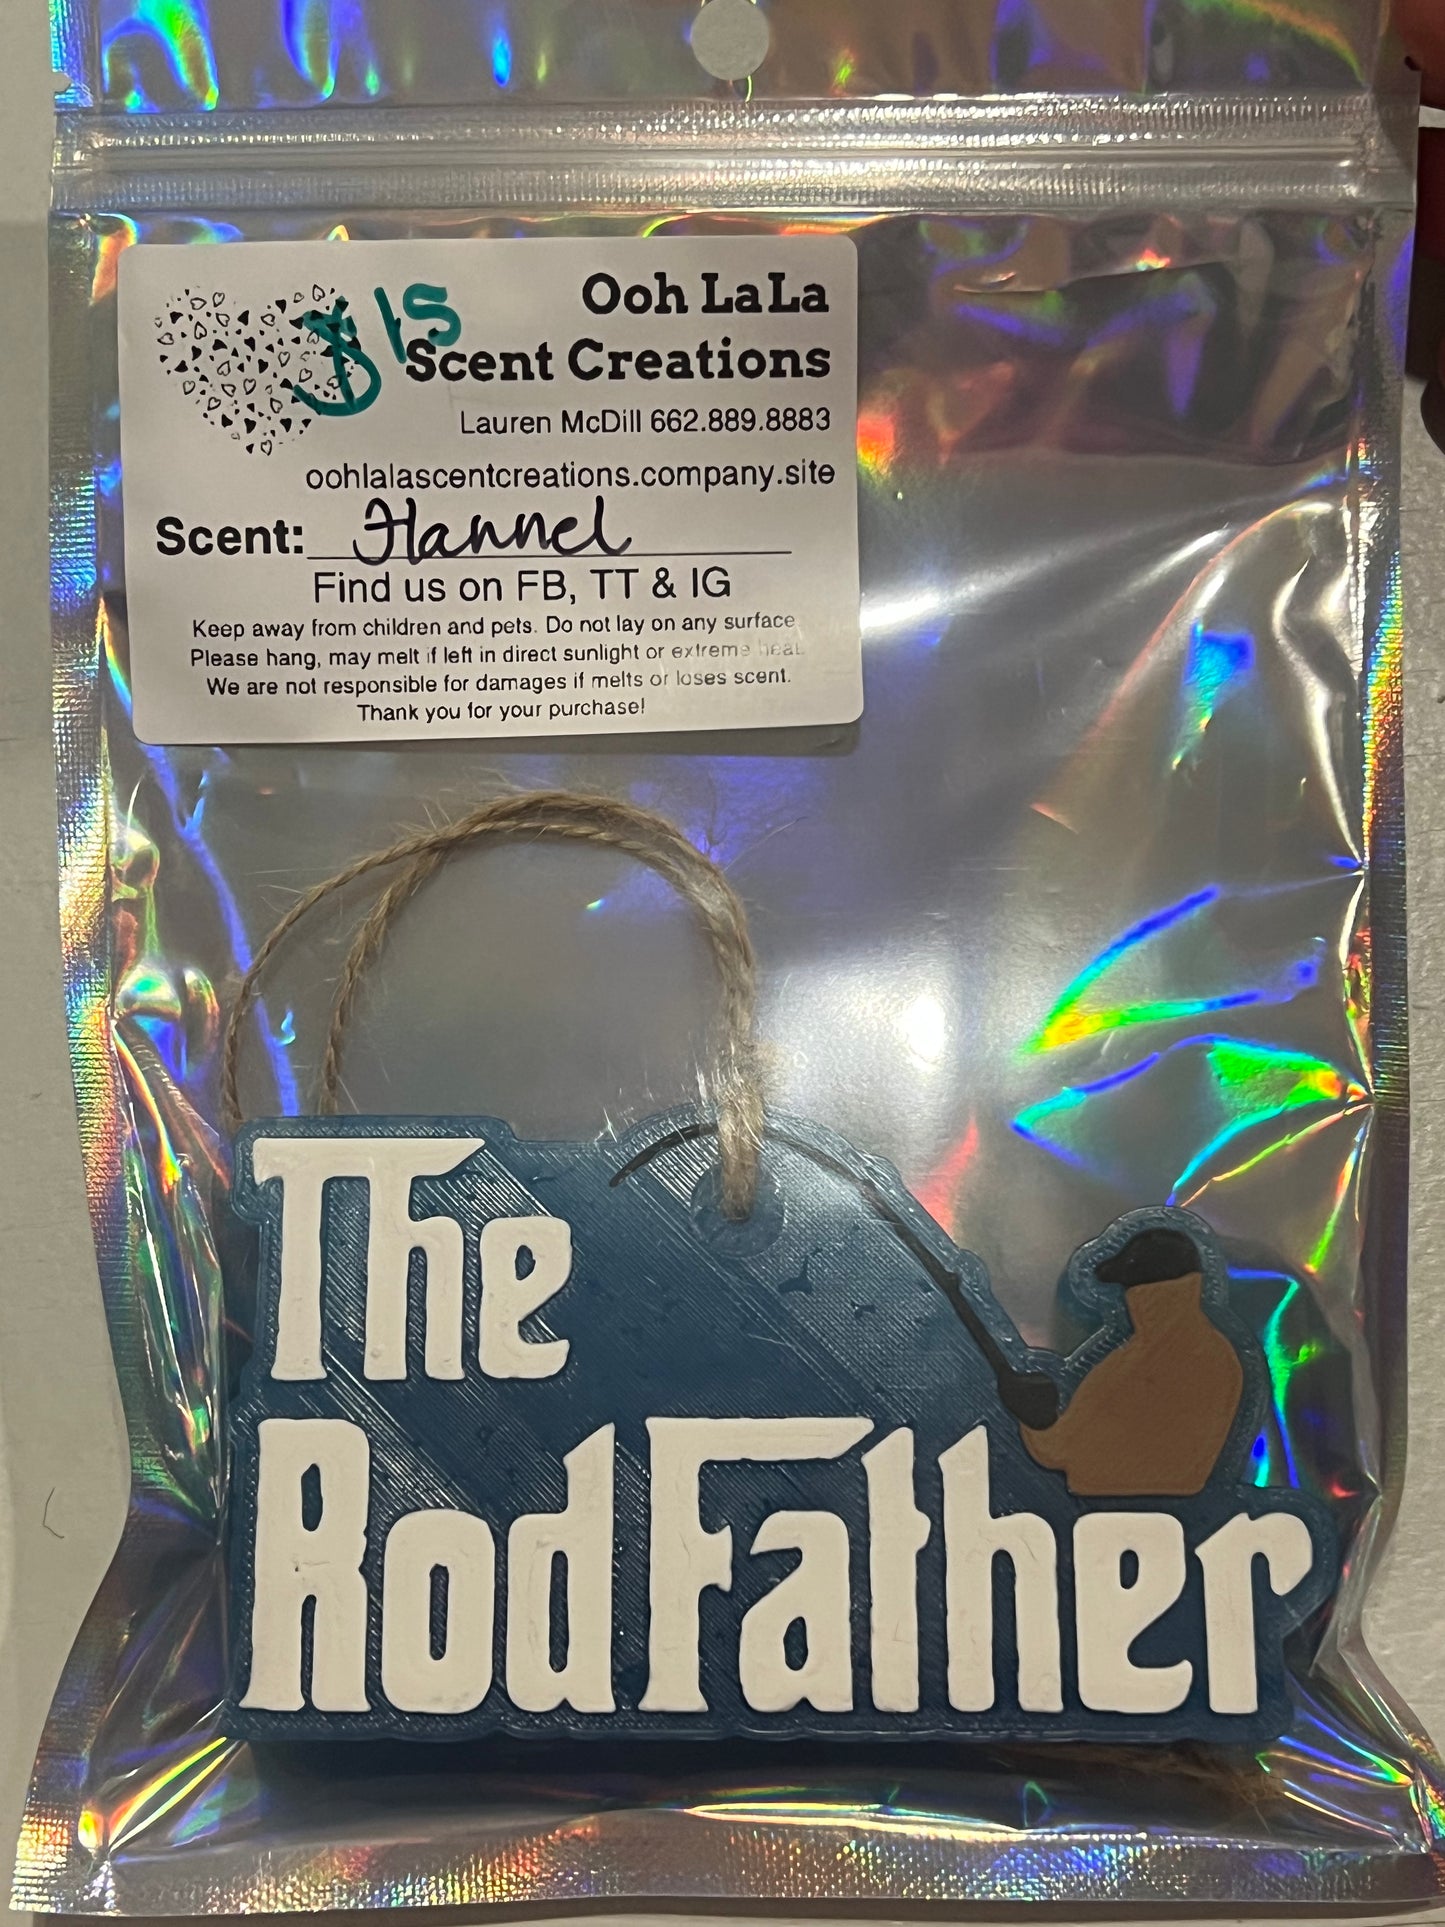 $15
Ooh LaLa
Scent Creations
Lauren McDill 662.889.8883
oohlalascentcreations.company.site
Scent: Flannel
Find us on FB, TT & IG
Keep away from children and pets. Do not lay on any surface.
Please hang, may melt if left in direct sunlight or extreme heat.
We are not responsible for damages if melts or loses scent.
Thank you for your purchase!
The
RodFather